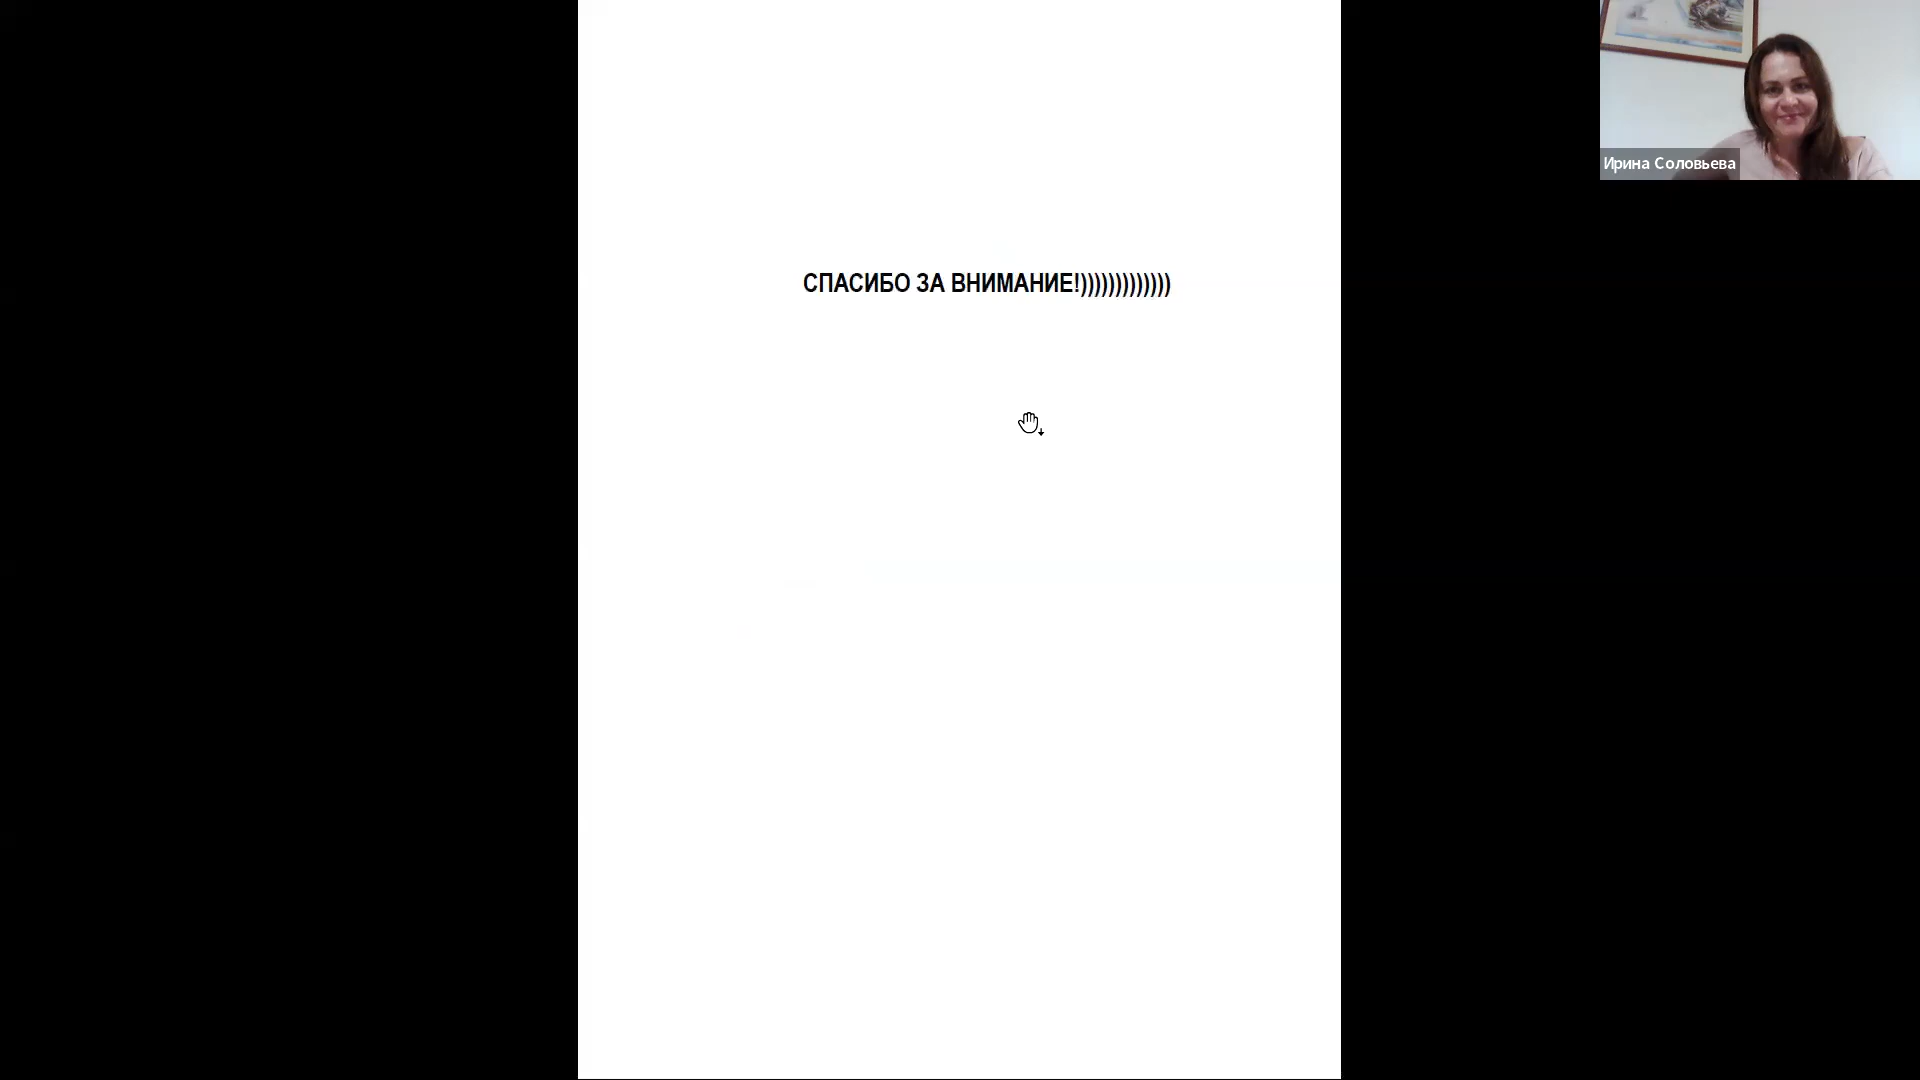 СПАСИБО ЗА ВНИМАНИЕ!)))))))))))))
Ирина Соловьева